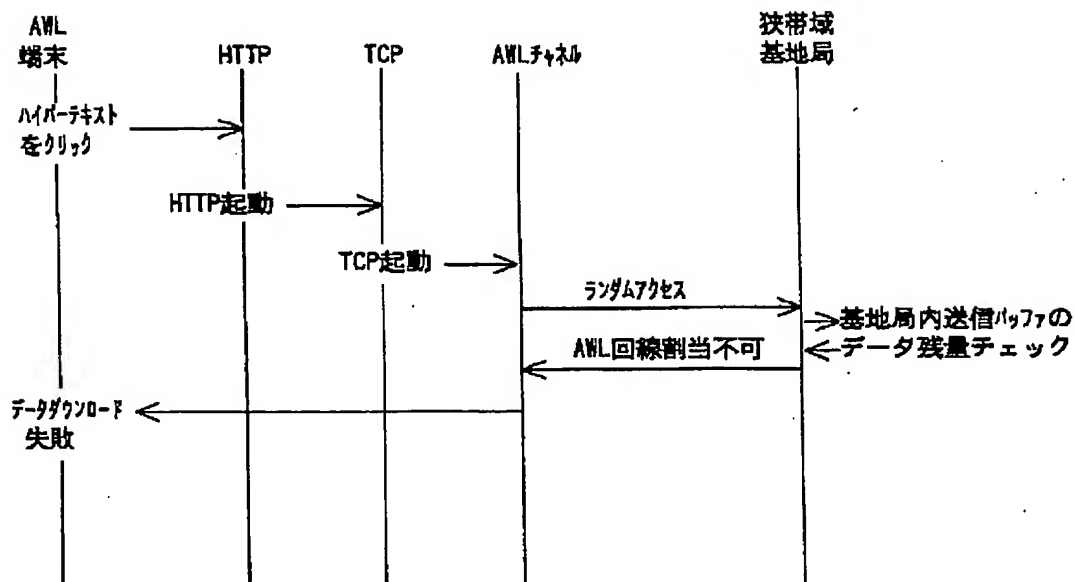 AWL
端末
HTTP
TCP
AWLチャネル
狭帯域
基地局
ハイパーテキスト
をクリック
HTTP起動
TCP起動
ランダムアクセス
基地局内送信バッファの
データ残量チェック
AWL回線割当不可
データダウンロード
失敗